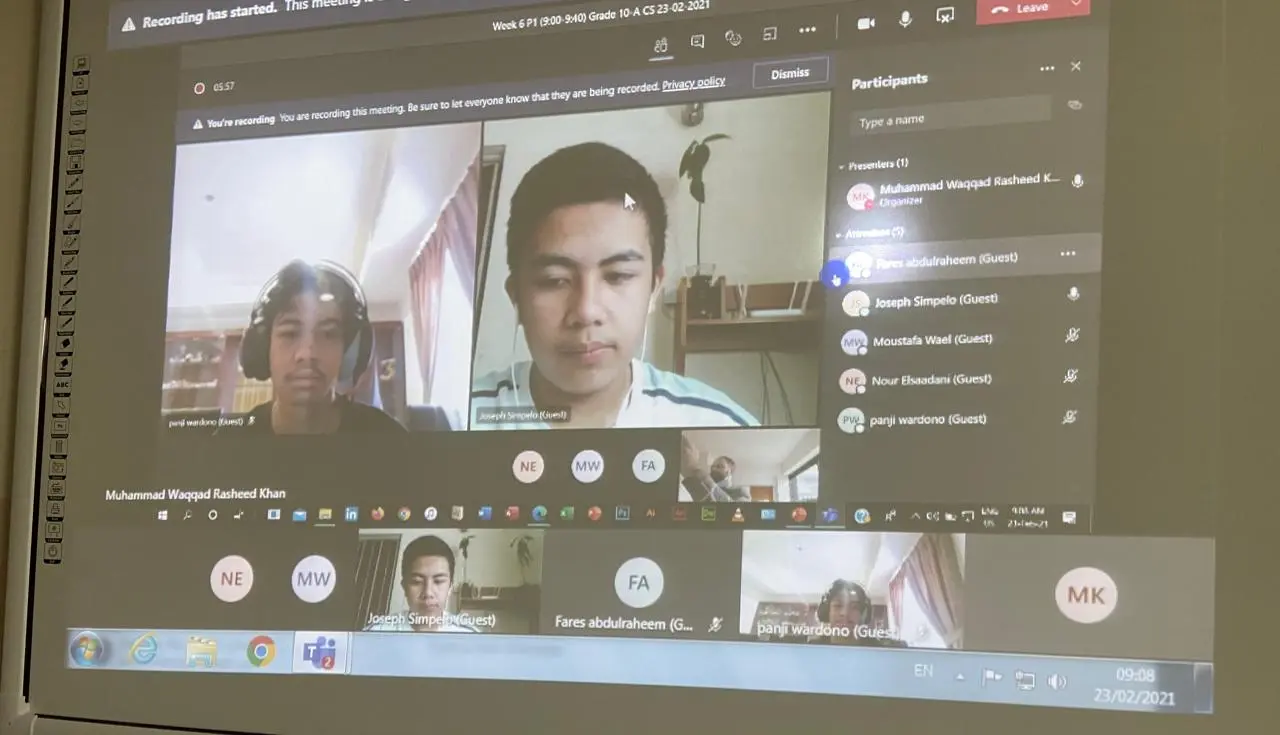 Recording has started. This meeting is
Week 6 P1 (9:00-9:40) Grade 10-A CS 23-02-2021
Leave
05:57
You're recording You are recording this meeting. Be sure to let everyone know that they are being recorded. Privacy policy
Dismiss
Participants
Type a name
Presenters (1)
MK
Muhammad Waqqad Rasheed K...
Organizer
Attendees (5)
Fares abdulraheem (Guest)
JS
Joseph Simpelo (Guest)
MW
Moustafa Wael (Guest)
NE
Nour Elsaadani (Guest)
PW
panji wardono (Guest)
panji wardono (Guest)
Joseph Simpelo (Guest)
NE
MW
FA
Muhammad Waqqad Rasheed Khan
ABC
ENG
US
9:08 AM
23-Feb-21
NE
MW
Joseph Simpelo (Guest)
FA
Fares abdulraheem (G...
panji wardono (Guest)
MK
2
EN
09:08
23/02/2021